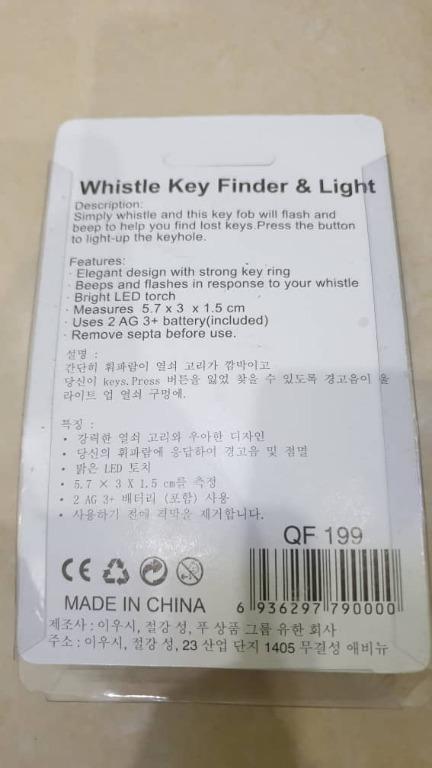 Whistle Key Finder & Light
Description:
Simply whistle and this key fob will flash and
beep to help you find lost keys.Press the button
to light-up the keyhole.
Features:
· Elegant design with strong key ring
· Beeps and flashes in response to your whistle
· Bright LED torch
· Measures 5.7 x 3 x 1.5 cm
· Uses 2 AG 3+ battery(included)
· Remove septa before use.
설명 :
간단히 휘파람이 열쇠 고리가 깜박이고
당신이 keys.Press 버튼을 잃었 찾을 수 있도록 경고음이 울
라이트 업 열쇠 구멍에.
특징 :
· 강력한 열쇠 고리와 우아한 디자인
· 당신의 휘파람에 응답하여 경고음 및 점멸
· 밝은 LED 토치
· 5.7 × 3 X 1.5 cm를 측정
· 2 AG 3+ 배터리 (포함) 사용
· 사용하기 전에 격막을 제거합니다.
QF 199
CE
MADE IN CHINA
6 936297 790000
제조사 : 이우시, 절강 성, 푸 상품 그룹 유한 회사
주소 : 이우시, 절강 성, 23 산업 단지 1405 무결성 애비뉴